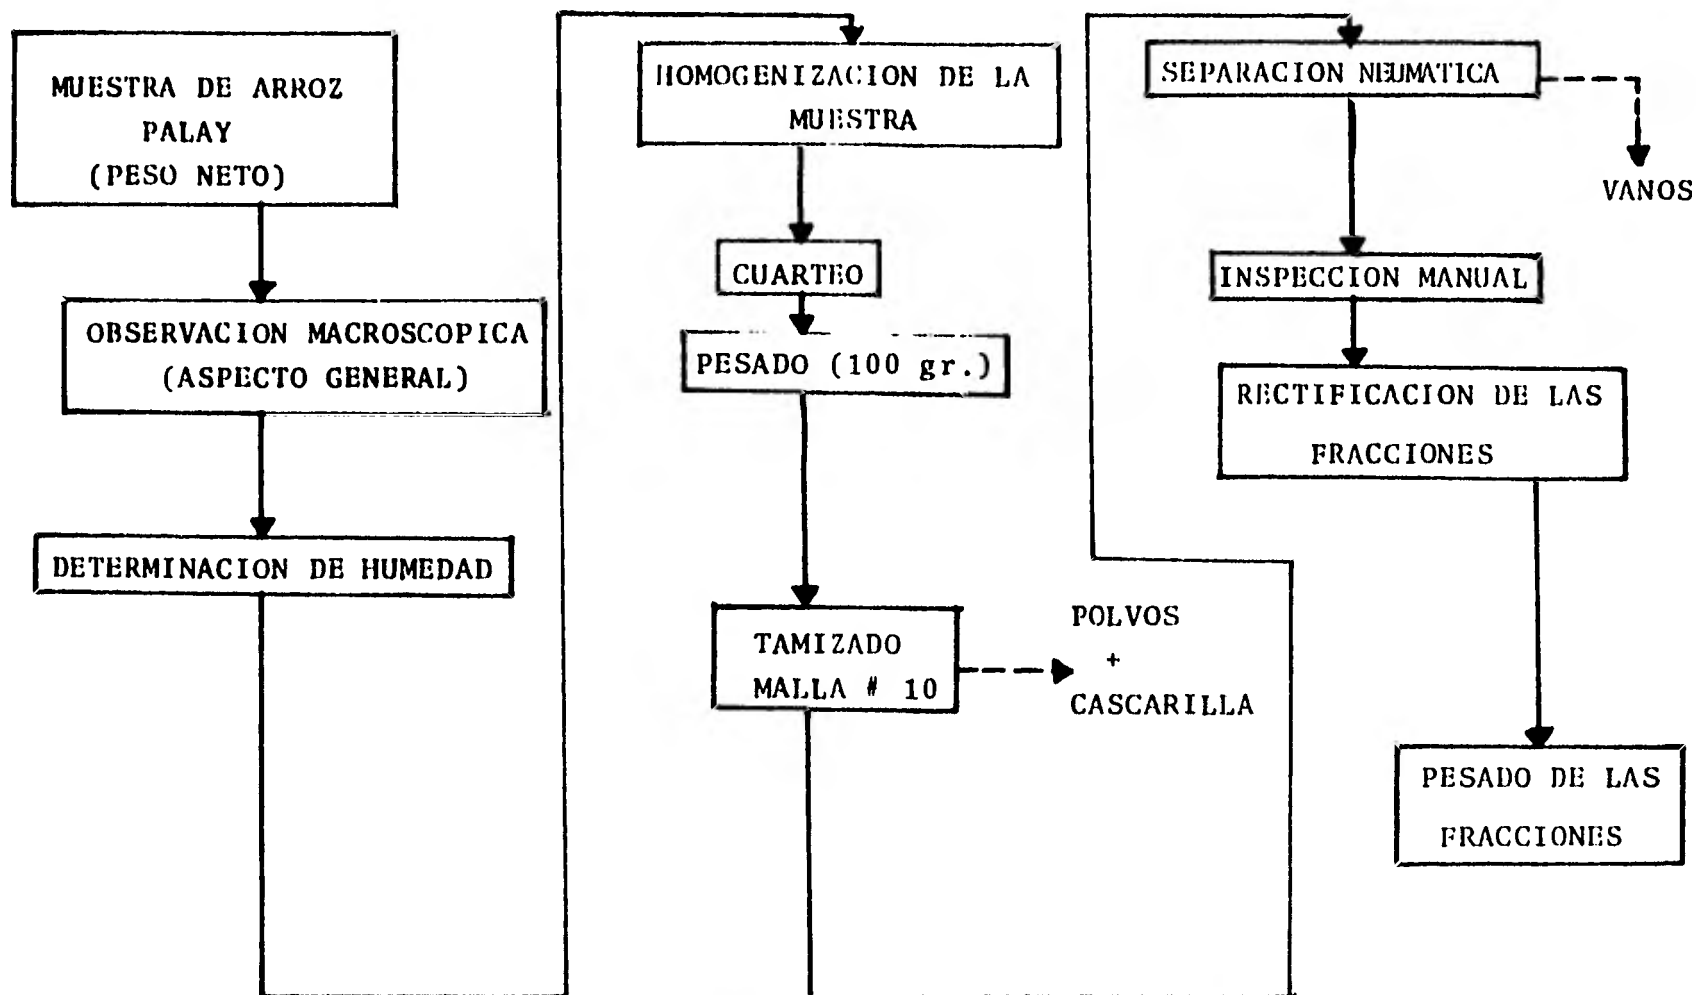 MUESTRA DE ARROZ
PALAY
(PESO NETO)
OBSERVACION MACROSCOPICA
(ASPECTO GENERAL)
DETERMINACION DE HUMEDAD
HOMOGENIZACION DE LA
MUESTRA
CUARTEO
PESADO (100 gr.)
TAMIZADO
MALLA # 10
POLVOS
+
CASCARILLA
SEPARACION NEUMATICA
VANOS
INSPECCION MANUAL
RECTIFICACION DE LAS
FRACCIONES
PESADO DE LAS
FRACCIONES